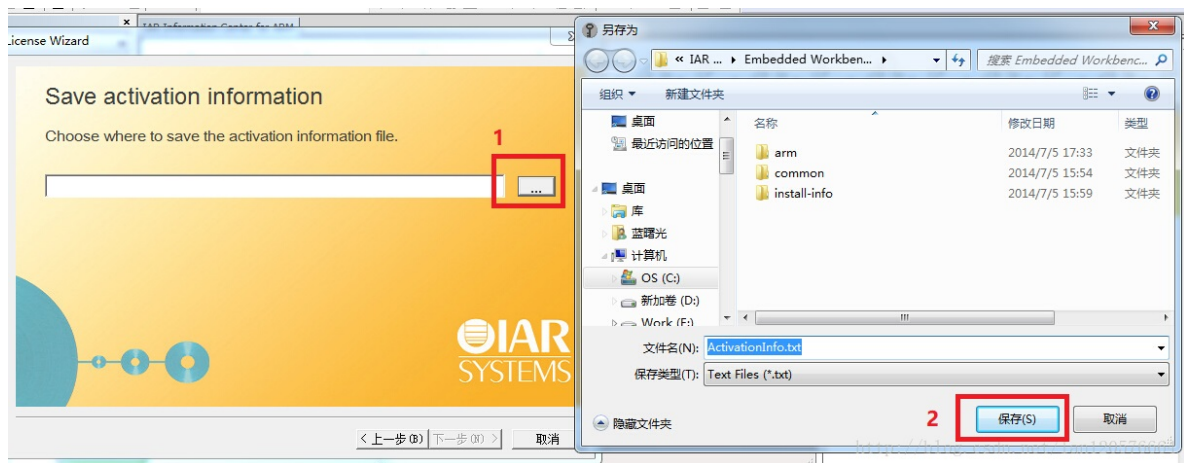 IAR Information Center for ARM
License Wizard
Save activation information
Choose where to save the activation information file.
1
...
IAR
SYSTEMS
< 上一步(B)
下一步(N) >
取消
另存为
« IAR ... ▸ Embedded Workben... ▸
搜索 Embedded Workbenc...
组织
新建文件夹
桌面
最近访问的位置
桌面
库
蓝曙光
计算机
OS (C:)
新加卷 (D:)
Work (E:)
名称
修改日期
类型
arm
2014/7/5 17:33
文件夹
common
2014/7/5 15:54
文件夹
install-info
2014/7/5 15:59
文件夹
文件名(N):
ActivationInfo.txt
保存类型(T):
Text Files (*.txt)
隐藏文件夹
2
保存(S)
取消